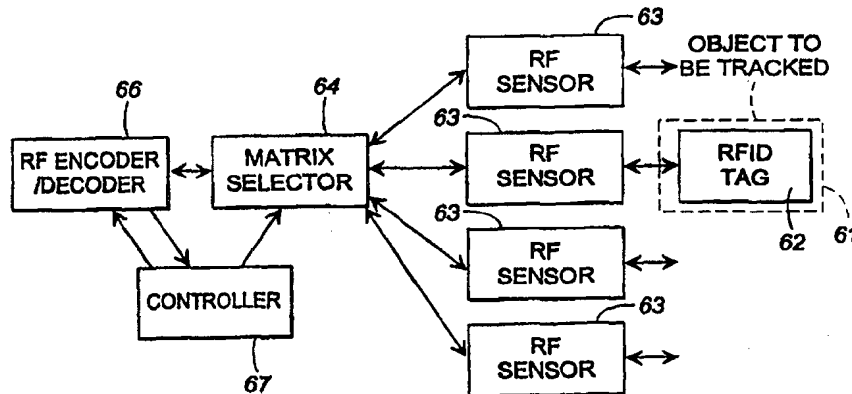 63
RF
SENSOR
OBJECT TO
BE TRACKED
66
RF ENCODER
/DECODER
64
MATRIX
SELECTOR
63
RF
SENSOR
RFID
TAG
62
61
63
RF
SENSOR
CONTROLLER
67
63
RF
SENSOR